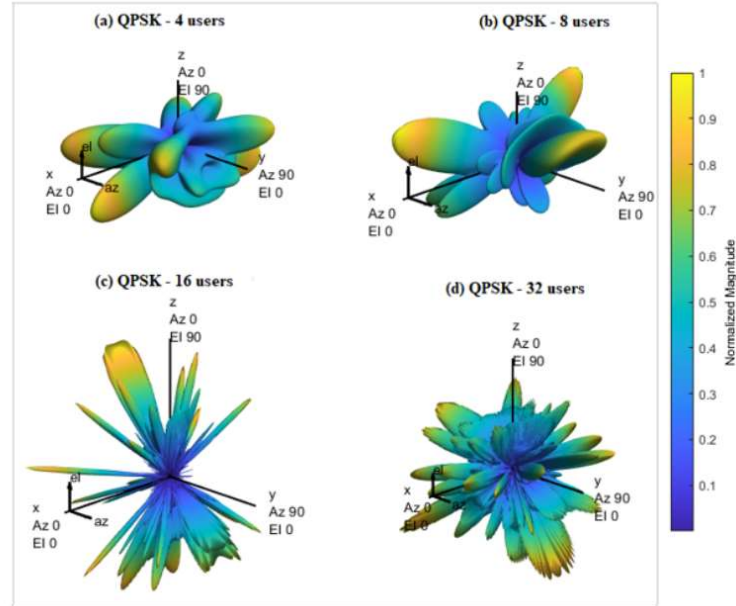 (a) QPSK - 4 users
z
Az 0
El 90
el
x
Az 0
El 0
az
y
Az 90
El 0
(b) QPSK - 8 users
z
Az 0
El 90
el
x
Az 0
El 0
az
y
Az 90
El 0
(c) QPSK - 16 users
z
Az 0
El 90
el
x
Az 0
El 0
az
y
Az 90
El 0
(d) QPSK - 32 users
z
Az 0
El 90
el
x
Az 0
El 0
az
y
Az 90
El 0
1
0.9
0.8
0.7
0.6
0.5
0.4
0.3
0.2
0.1
Normalized Magnitude